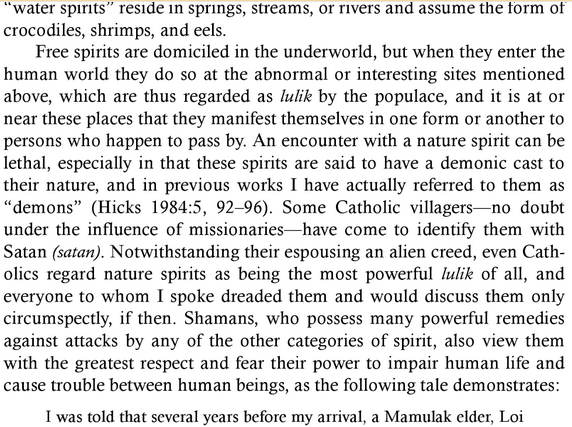 "water spirits" reside in springs, streams, or rivers and assume the form of
crocodiles, shrimps, and eels.
Free spirits are domiciled in the underworld, but when they enter the
human world they do so at the abnormal or interesting sites mentioned
above, which are thus regarded as lulik by the populace, and it is at or
near these places that they manifest themselves in one form or another to
persons who happen to pass by. An encounter with a nature spirit can be
lethal, especially in that these spirits are said to have a demonic cast to
their nature, and in previous works I have actually referred to them as
“demons” (Hicks 1984:5, 92–96). Some Catholic villagers—no doubt
under the influence of missionaries—have come to identify them with
Satan (satan). Notwithstanding their espousing an alien creed, even Cath-
olics regard nature spirits as being the most powerful lulik of all, and
everyone to whom I spoke dreaded them and would discuss them only
circumspectly, if then. Shamans, who possess many powerful remedies
against attacks by any of the other categories of spirit, also view them
with the greatest respect and fear their power to impair human life and
cause trouble between human beings, as the following tale demonstrates:
I was told that several years before my arrival, a Mamulak elder, Loi